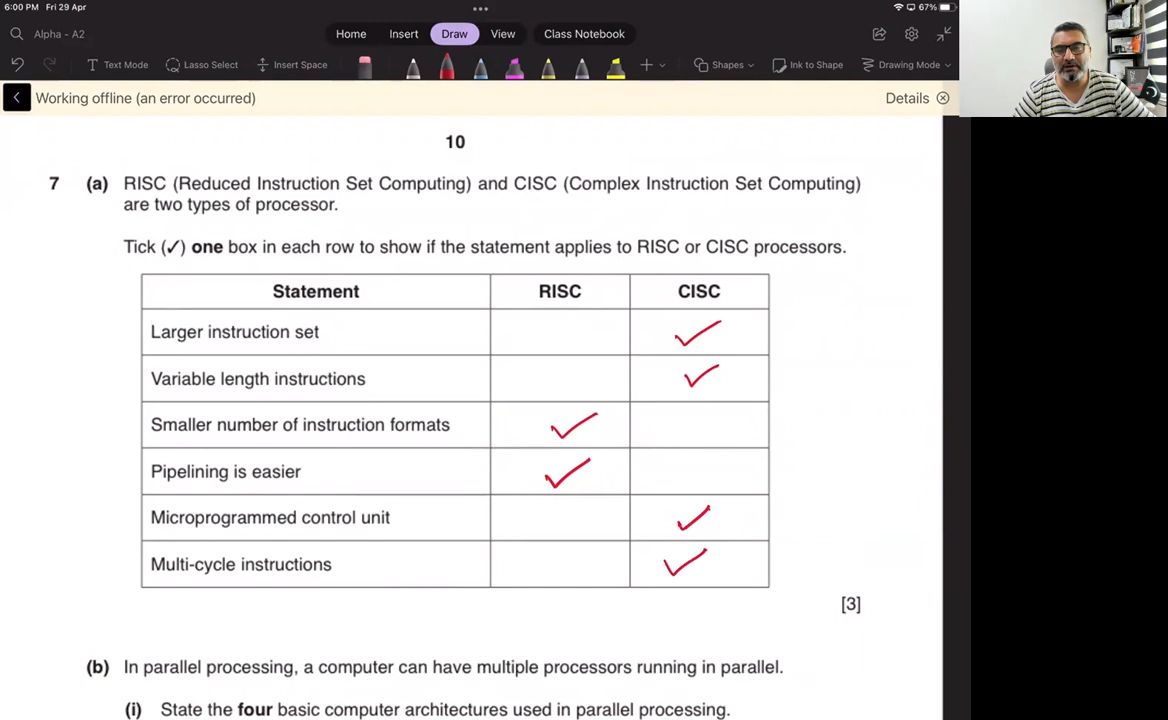 6:00 PM Fri 29 Apr
67%
Alpha - A2
Home Insert Draw View Class Notebook
Text Mode Lasso Select Insert Space Shapes Ink to Shape Drawing Mode
Working offline (an error occurred) Details
10
7 (a) RISC (Reduced Instruction Set Computing) and CISC (Complex Instruction Set Computing)
are two types of processor.
Tick (✓) one box in each row to show if the statement applies to RISC or CISC processors.
Statement RISC CISC
Larger instruction set ✓
Variable length instructions ✓
Smaller number of instruction formats ✓
Pipelining is easier ✓
Microprogrammed control unit ✓
Multi-cycle instructions ✓
[3]
(b) In parallel processing, a computer can have multiple processors running in parallel.
(i) State the four basic computer architectures used in parallel processing.